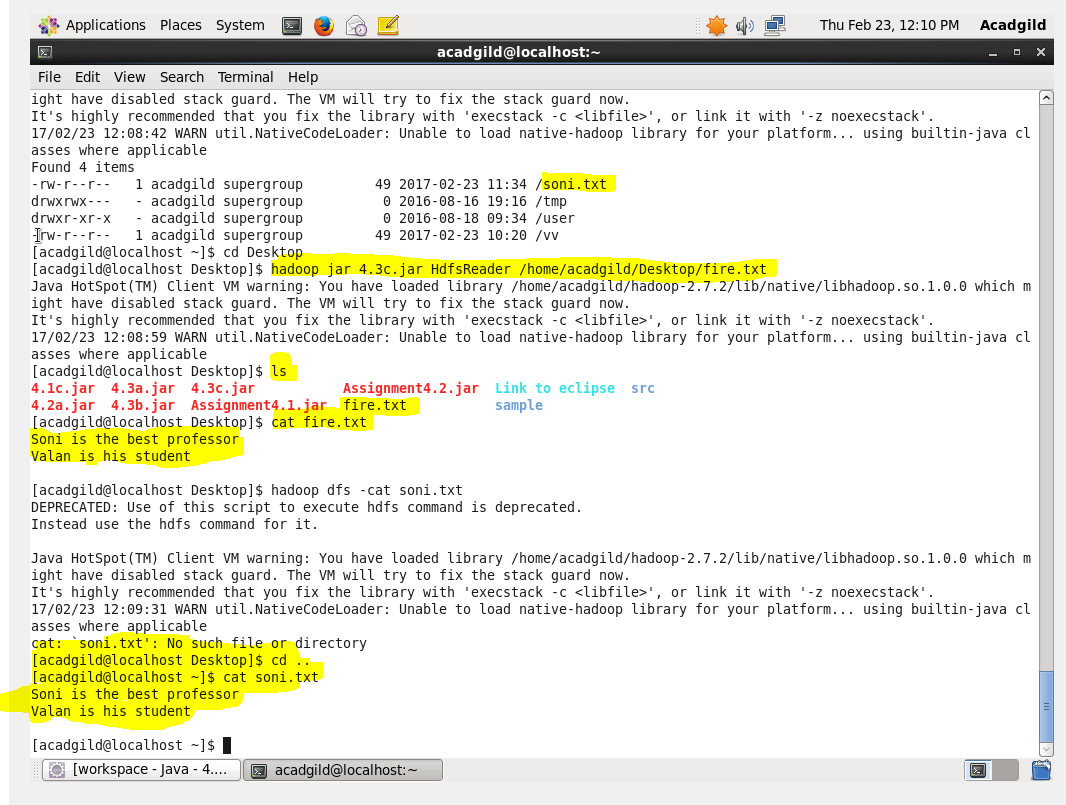 Applications Places System Thu Feb 23, 12:10 PM Acadgild
acadgild@localhost:~
File Edit View Search Terminal Help
ight have disabled stack guard. The VM will try to fix the stack guard now.
It's highly recommended that you fix the library with 'execstack -c <libfile>', or link it with '-z noexecstack'.
17/02/23 12:08:42 WARN util.NativeCodeLoader: Unable to load native-hadoop library for your platform... using builtin-java cl
asses where applicable
Found 4 items
-rw-r--r--   1 acadgild supergroup         49 2017-02-23 11:34 /soni.txt
drwxrwx---   - acadgild supergroup          0 2016-08-16 19:16 /tmp
drwxr-xr-x   - acadgild supergroup          0 2016-08-18 09:34 /user
-rw-r--r--   1 acadgild supergroup         49 2017-02-23 10:20 /vv
[acadgild@localhost ~]$ cd Desktop
[acadgild@localhost Desktop]$ hadoop jar 4.3c.jar HdfsReader /home/acadgild/Desktop/fire.txt
Java HotSpot(TM) Client VM warning: You have loaded library /home/acadgild/hadoop-2.7.2/lib/native/libhadoop.so.1.0.0 which m
ight have disabled stack guard. The VM will try to fix the stack guard now.
It's highly recommended that you fix the library with 'execstack -c <libfile>', or link it with '-z noexecstack'.
17/02/23 12:08:59 WARN util.NativeCodeLoader: Unable to load native-hadoop library for your platform... using builtin-java cl
asses where applicable
[acadgild@localhost Desktop]$ ls
4.1c.jar  4.3a.jar  4.3c.jar           Assignment4.2.jar  Link to eclipse  src
4.2a.jar  4.3b.jar  Assignment4.1.jar  fire.txt           sample
[acadgild@localhost Desktop]$ cat fire.txt
Soni is the best professor
Valan is his student
[acadgild@localhost Desktop]$ hadoop dfs -cat soni.txt
DEPRECATED: Use of this script to execute hdfs command is deprecated.
Instead use the hdfs command for it.
Java HotSpot(TM) Client VM warning: You have loaded library /home/acadgild/hadoop-2.7.2/lib/native/libhadoop.so.1.0.0 which m
ight have disabled stack guard. The VM will try to fix the stack guard now.
It's highly recommended that you fix the library with 'execstack -c <libfile>', or link it with '-z noexecstack'.
17/02/23 12:09:31 WARN util.NativeCodeLoader: Unable to load native-hadoop library for your platform... using builtin-java cl
asses where applicable
cat: `soni.txt': No such file or directory
[acadgild@localhost Desktop]$ cd ..
[acadgild@localhost ~]$ cat soni.txt
Soni is the best professor
Valan is his student
[acadgild@localhost ~]$
[workspace - Java - 4.... acadgild@localhost:~